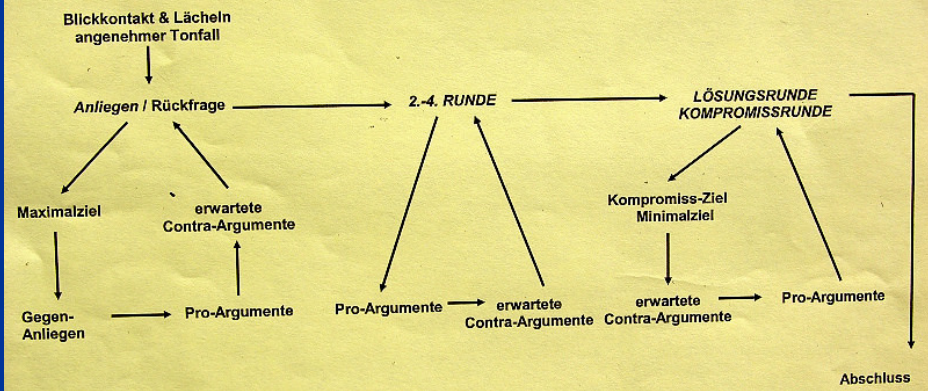 Blickkontakt & Lächeln
angenehmer Tonfall
Anliegen / Rückfrage
2.-4. RUNDE
LÖSUNGSRUNDE
KOMPROMISSRUNDE
Maximalziel
erwartete
Contra-Argumente
Kompromiss-Ziel
Minimalziel
Gegen-
Anliegen
Pro-Argumente
Pro-Argumente
erwartete
Contra-Argumente
erwartete
Contra-Argumente
Pro-Argumente
Abschluss